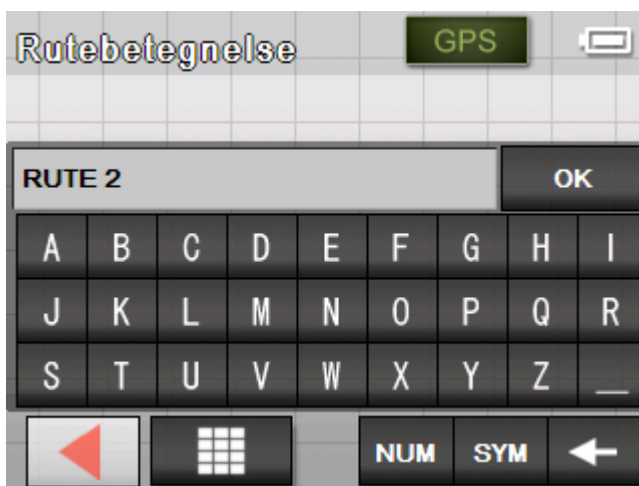 Rutebetegnelse GPS
RUTE 2 OK
A B C D E F G H I
J K L M N O P Q R
S T U V W X Y Z _
NUM SYM